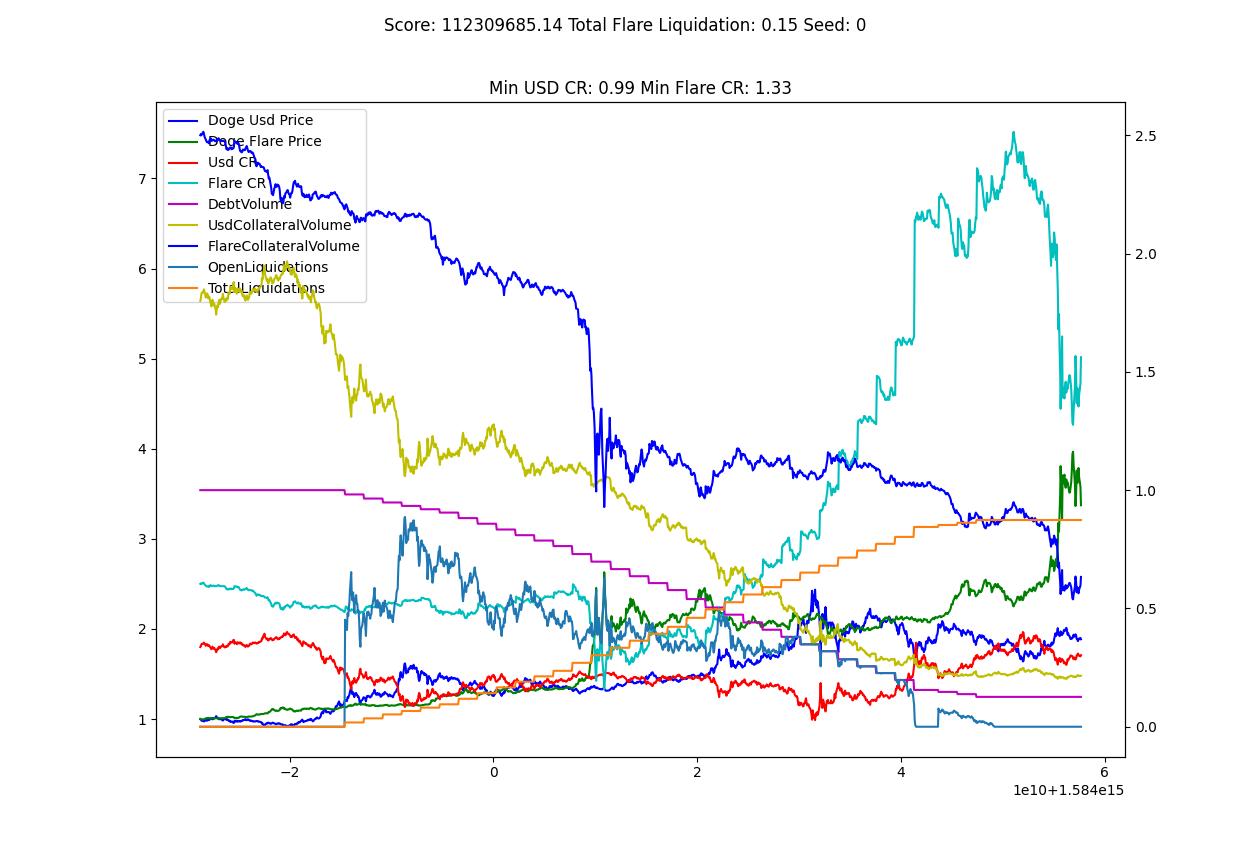 Score: 112309685.14 Total Flare Liquidation: 0.15 Seed: 0
Min USD CR: 0.99 Min Flare CR: 1.33
Doge Usd Price
Doge Flare Price
Usd CR
Flare CR
DebtVolume
UsdCollateralVolume
FlareCollateralVolume
OpenLiquidations
TotalLiquidations
7
6
5
4
3
2
1
2.5
2.0
1.5
1.0
0.5
0.0
−2
0
2
4
6
1e10+1.584e15